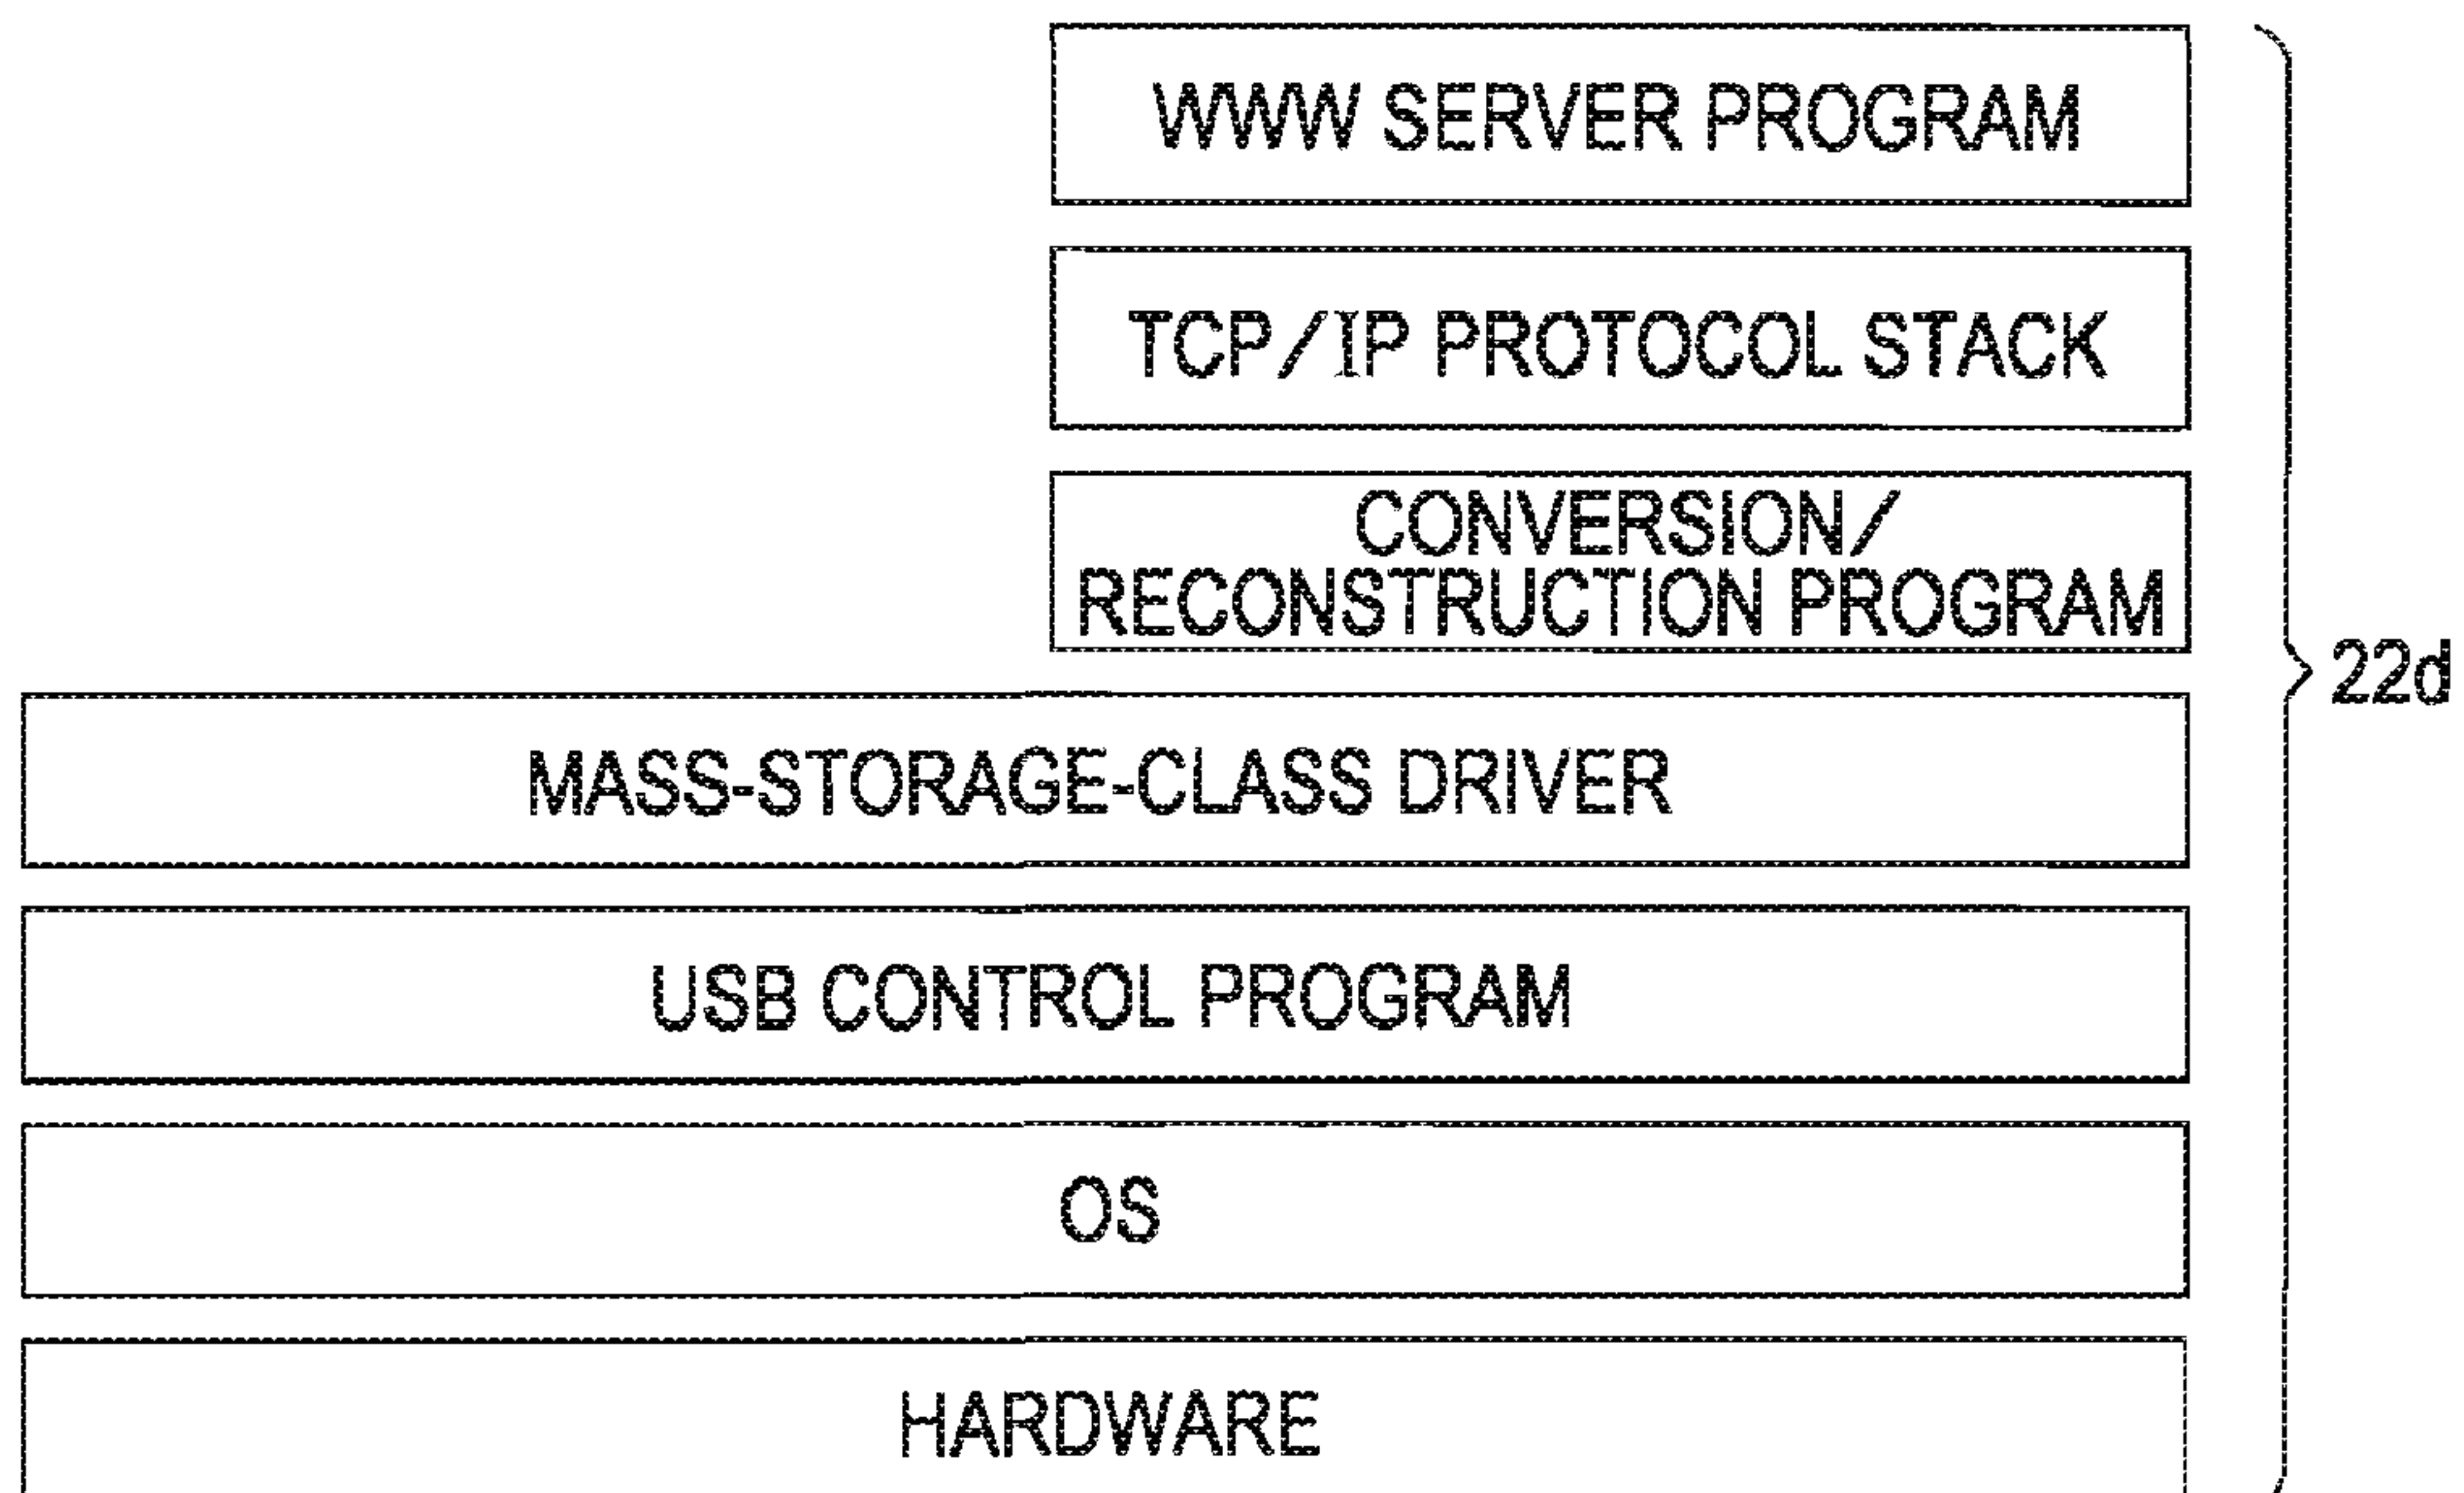 WWW SERVER PROGRAM
TCP/IP PROTOCOL STACK
CONVERSION/
RECONSTRUCTION PROGRAM
22d
MASS-STORAGE-CLASS DRIVER
USB CONTROL PROGRAM
OS
HARDWARE